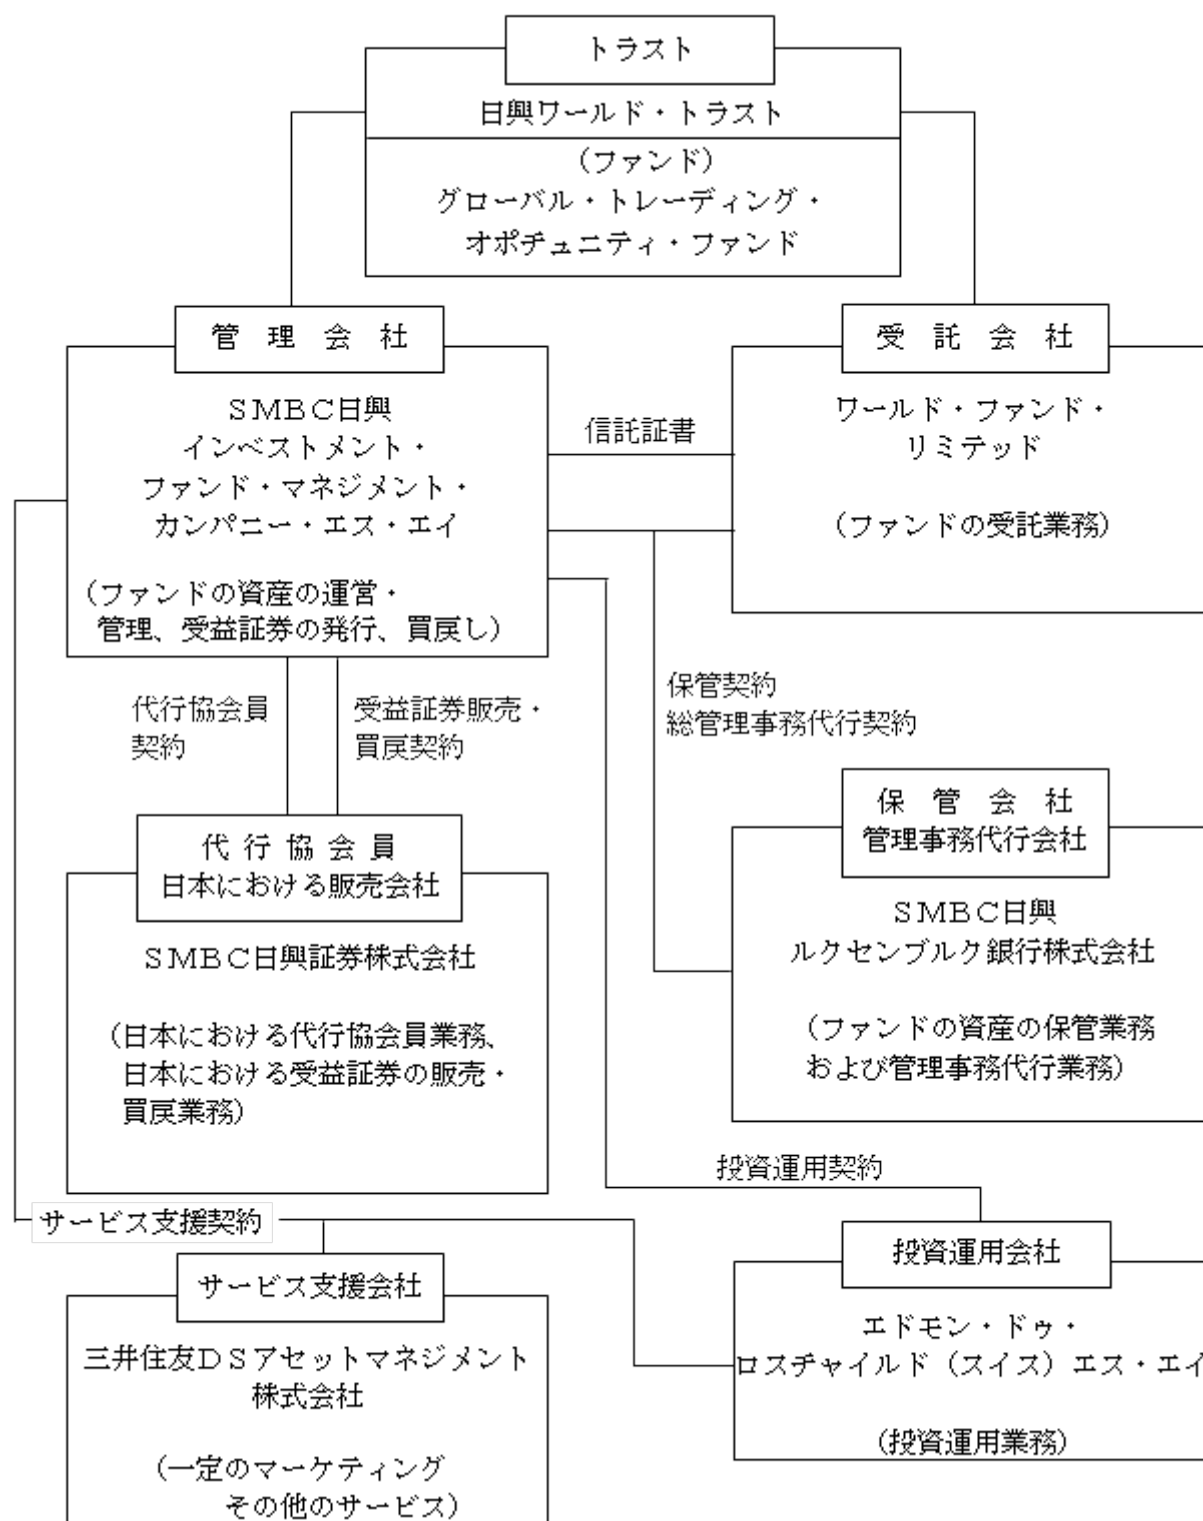 トラスト
日興ワールド・トラスト
(ファンド)
グローバル・トレーディング・
オポチュニティ・ファンド
管理会社
SMBC日興
インベストメント・
ファンド・マネジメント・
カンパニー・エス・エイ
(ファンドの資産の運営・
管理、受益証券の発行、買戻し)
信託証書
受託会社
ワールド・ファンド・
リミテッド
(ファンドの受託業務)
代行協会員
契約
受益証券販売・
買戻契約
保管契約
総管理事務代行契約
代行協会員
日本における販売会社
SMBC日興証券株式会社
(日本における代行協会員業務、
日本における受益証券の販売・
買戻業務)
保管会社
管理事務代行会社
SMBC日興
ルクセンブルク銀行株式会社
(ファンドの資産の保管業務
および管理事務代行業務)
投資運用契約
サービス支援契約
サービス支援会社
三井住友DSアセットマネジメント
株式会社
(一定のマーケティング
その他のサービス)
投資運用会社
エドモン・ドゥ・
ロスチャイルド(スイス)エス・エイ
(投資運用業務)